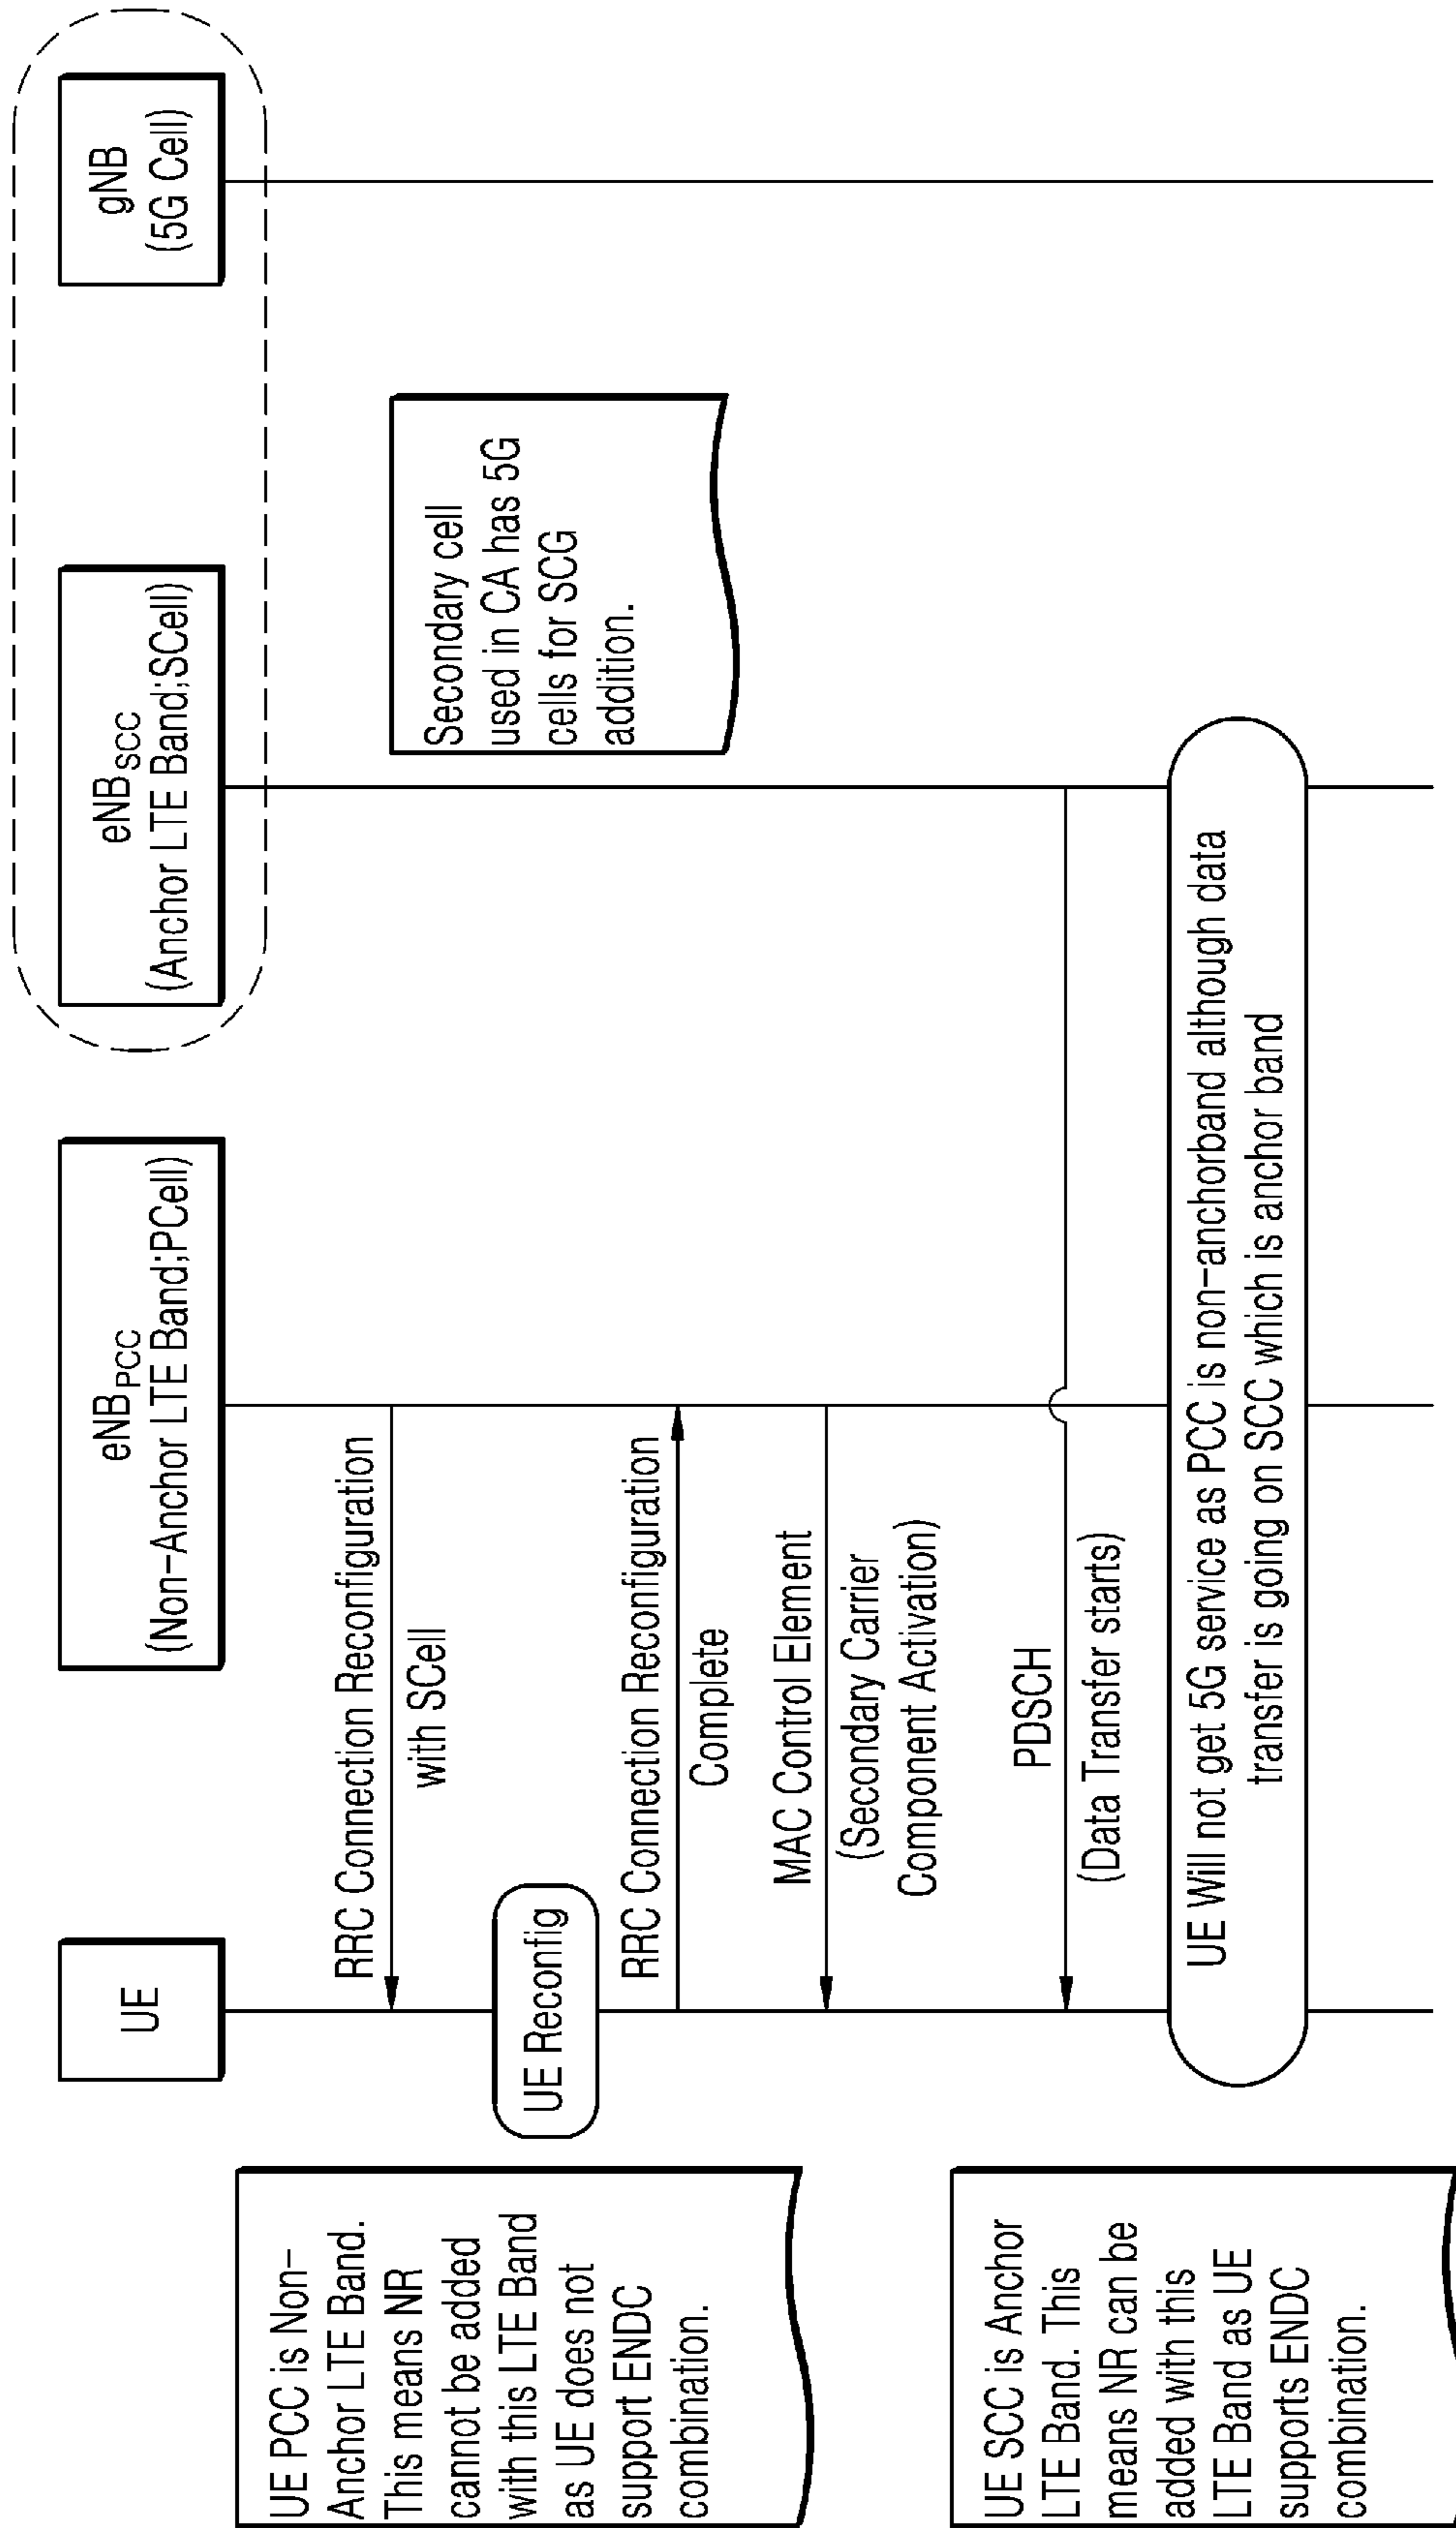 UE
eNBPCC
(Non-Anchor LTE Band;PCell)
eNBSCC
(Anchor LTE Band;SCell)
gNB
(5G Cell)
UE PCC is Non-
Anchor LTE Band.
This means NR
cannot be added
with this LTE Band
as UE does not
support ENDC
combination.
RRC Connection Reconfiguration
with SCell
Secondary cell
used in CA has 5G
cells for SCG
addition.
UE Reconfig
RRC Connection Reconfiguration
Complete
MAC Control Element
(Secondary Carrier
Component Activation)
UE SCC is Anchor
LTE Band. This
means NR can be
added with this
LTE Band as UE
supports ENDC
combination.
PDSCH
(Data Transfer starts)
UE Will not get 5G service as PCC is non-anchorband although data
transfer is going on SCC which is anchor band